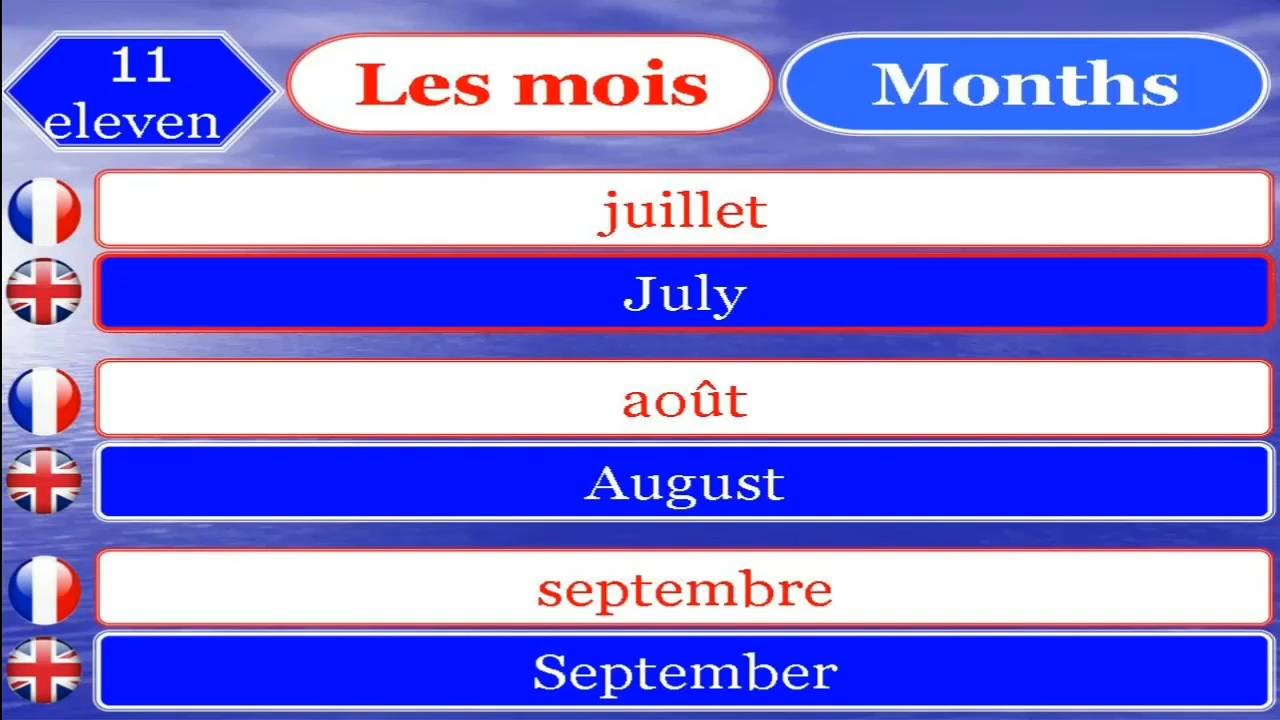 11
eleven
Les mois
Months
juillet
July
août
August
septembre
September